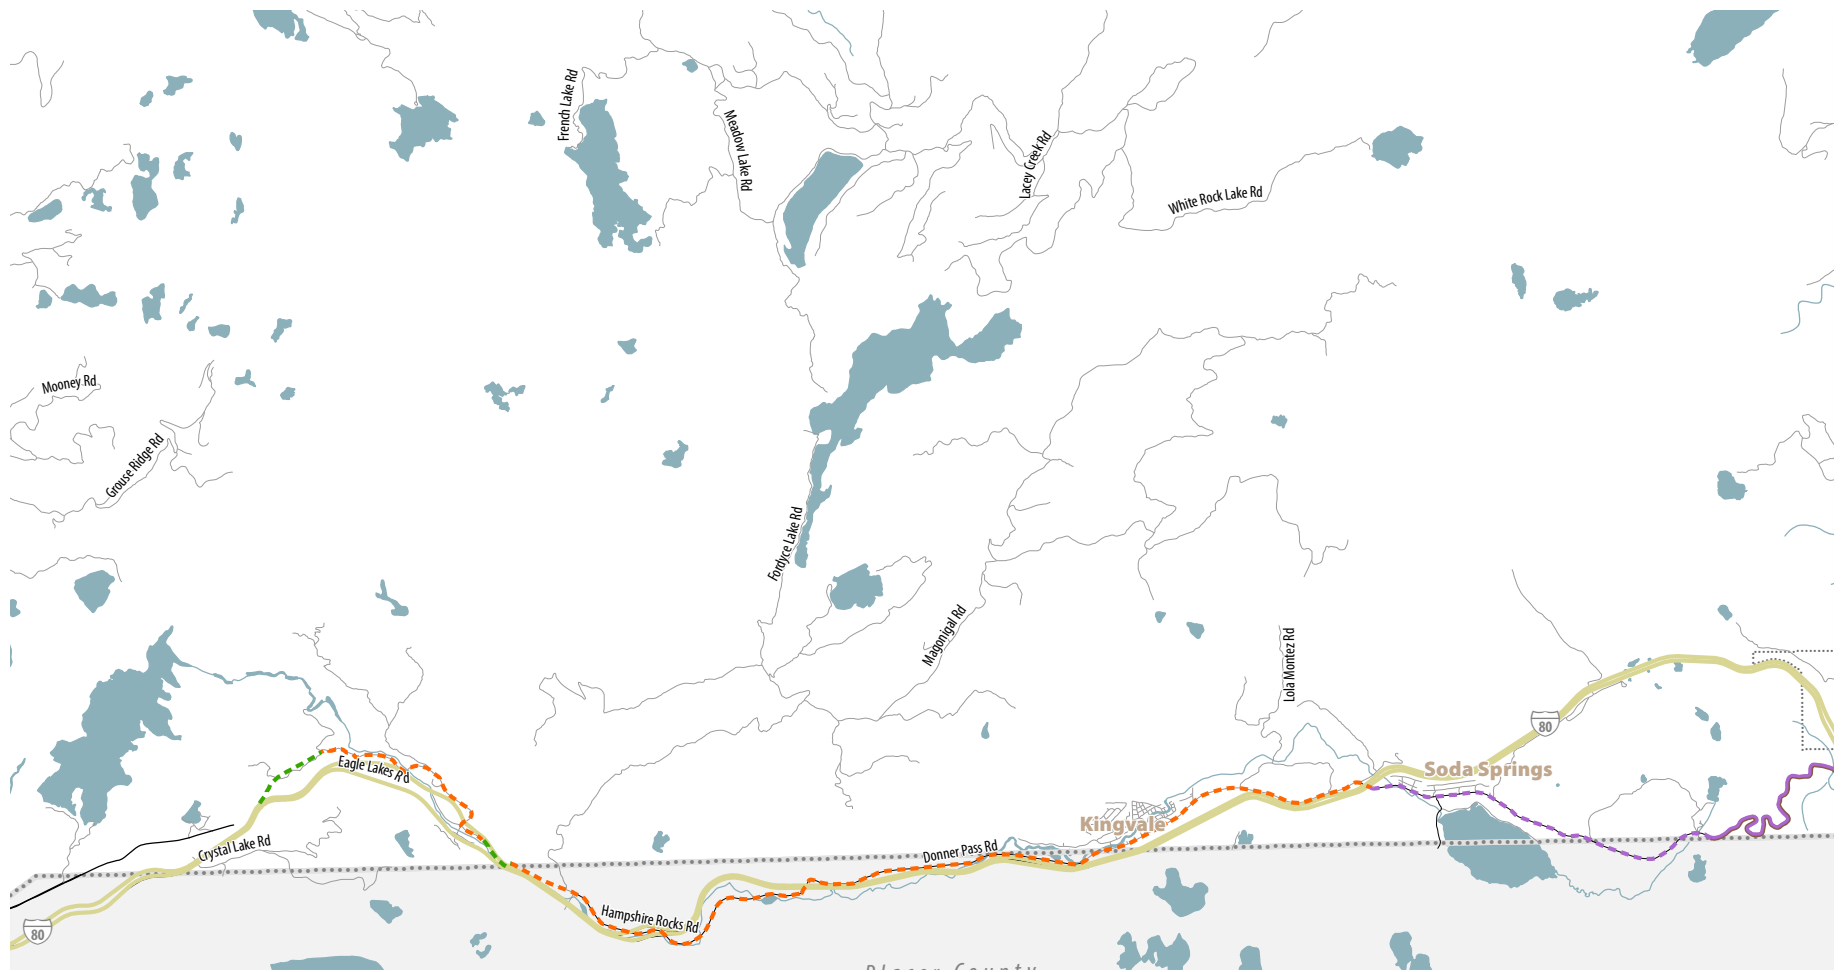 French Lake Rd
Meadow Lake Rd
Lacey Creek Rd
White Rock Lake Rd
Mooney Rd
Grouse Ridge Rd
Fordyce Lake Rd
Magonigal Rd
Lola Montez Rd
80
Eagle Lakes Rd
Soda Springs
Kingvale
Crystal Lake Rd
Donner Pass Rd
Hampshire Rocks Rd
80
Placer County